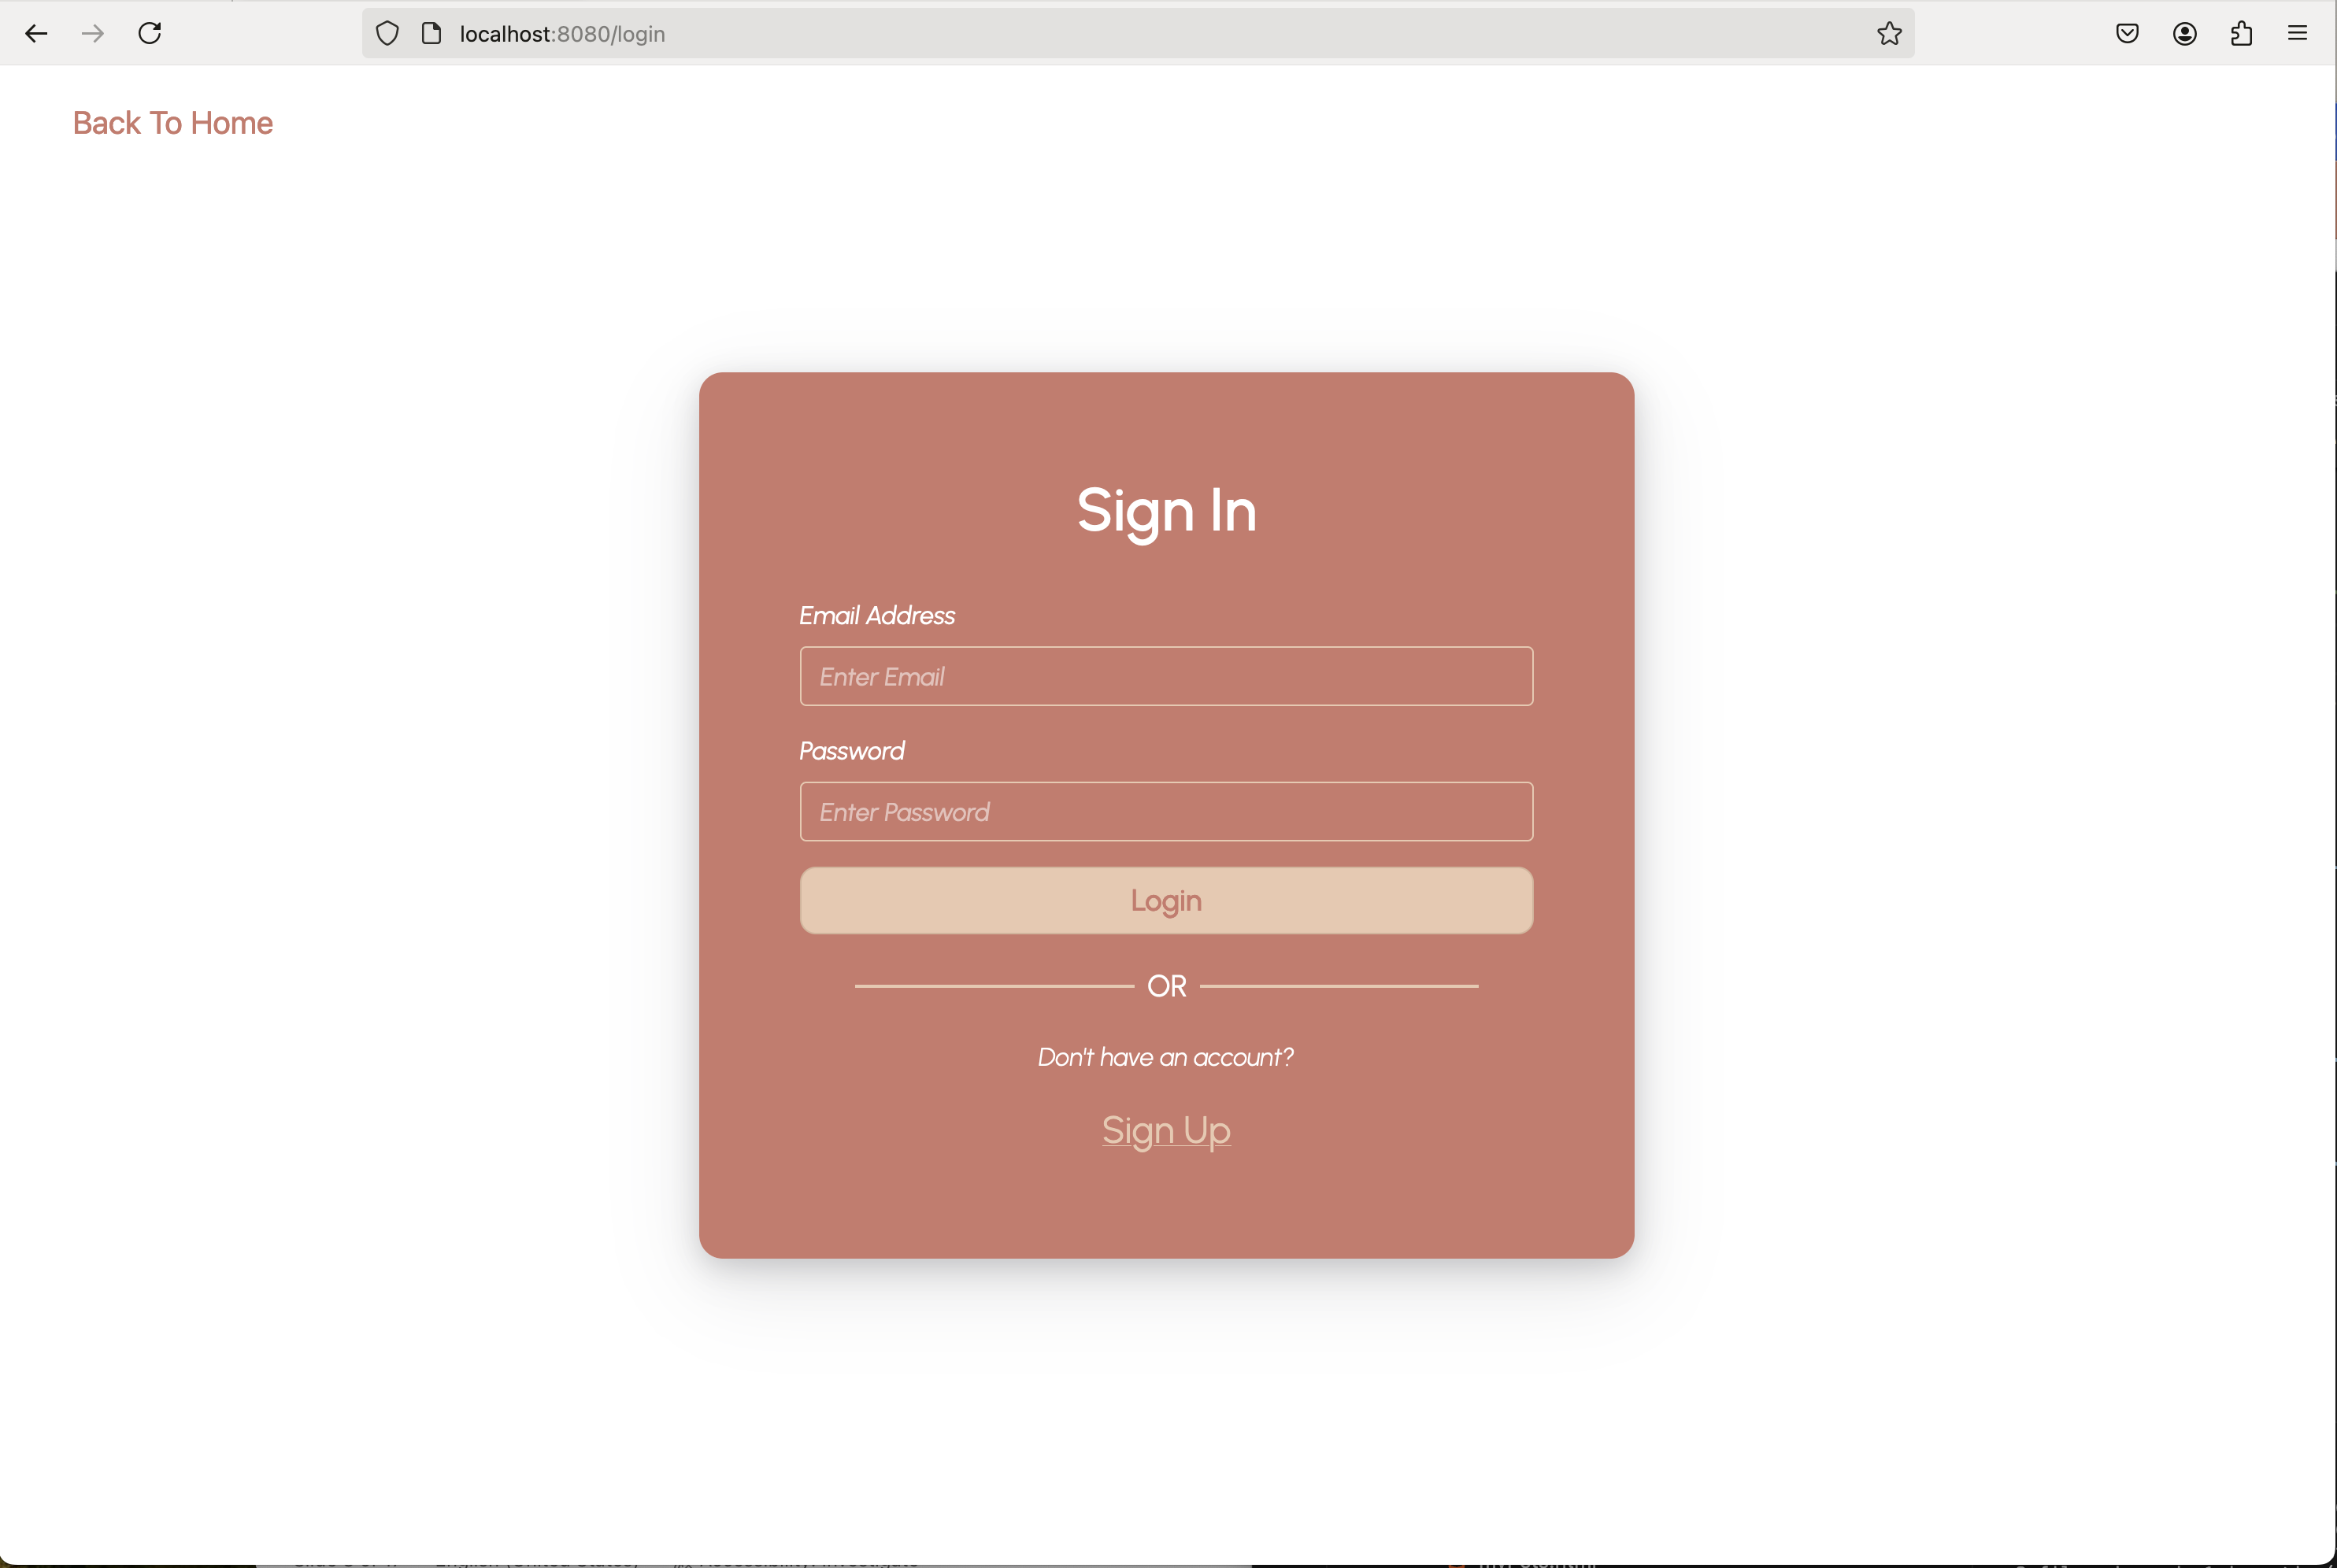 localhost:8080/login
Back To Home
Sign In
Email Address
Enter Email
Password
Enter Password
Login
OR
Don't have an account?
Sign Up